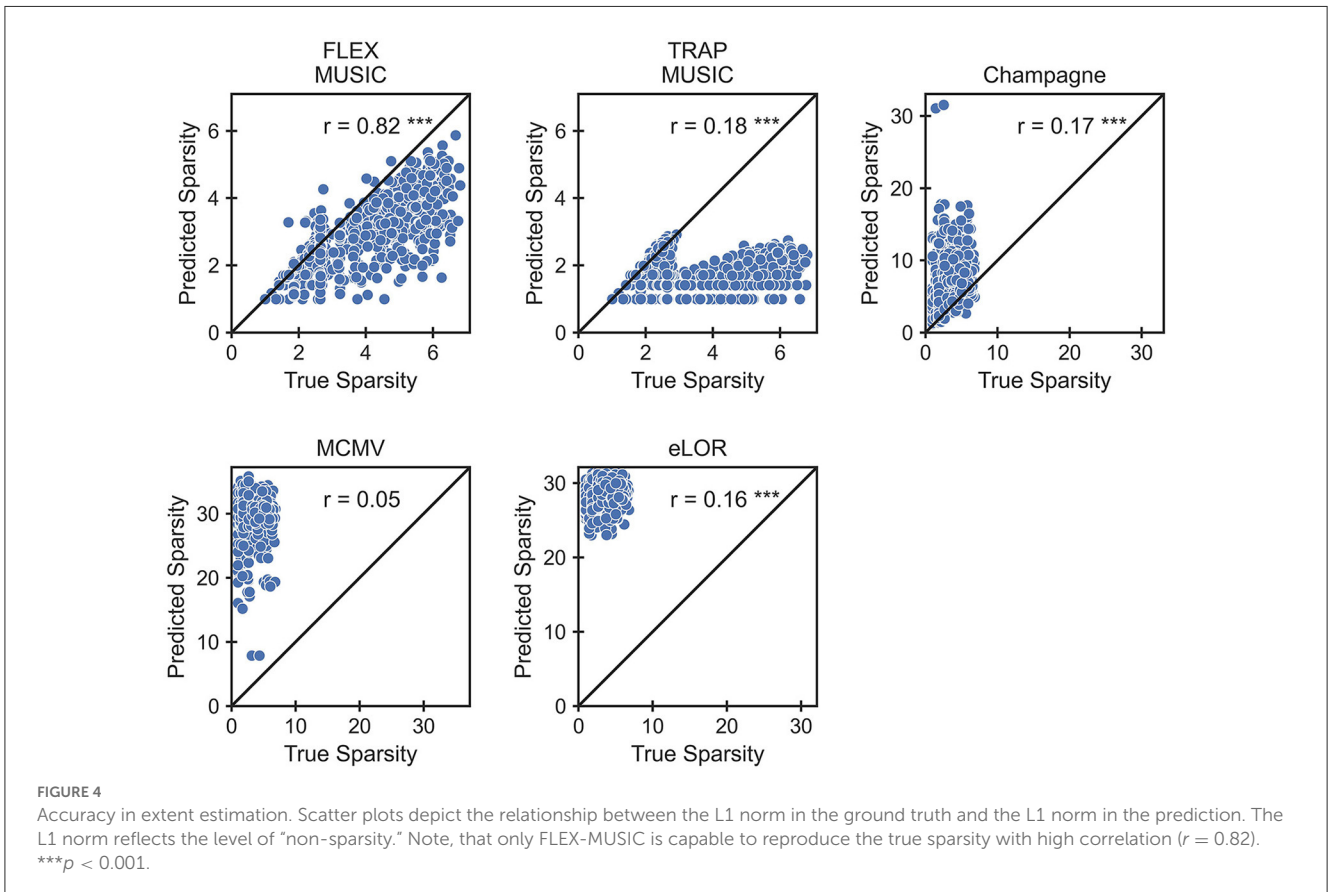 FLEX
MUSIC
r = 0.82 ***
Predicted Sparsity
6
4
2
0
0 2 4 6
True Sparsity
TRAP
MUSIC
r = 0.18 ***
Predicted Sparsity
6
4
2
0
0 2 4 6
True Sparsity
Champagne
r = 0.17 ***
Predicted Sparsity
30
20
10
0
0 10 20 30
True Sparsity
MCMV
r = 0.05
Predicted Sparsity
30
20
10
0
0 10 20 30
True Sparsity
eLOR
r = 0.16 ***
Predicted Sparsity
30
20
10
0
0 10 20 30
True Sparsity
FIGURE 4
Accuracy in extent estimation. Scatter plots depict the relationship between the L1 norm in the ground truth and the L1 norm in the prediction. The
L1 norm reflects the level of “non-sparsity.” Note, that only FLEX-MUSIC is capable to reproduce the true sparsity with high correlation (r = 0.82).
***p < 0.001.